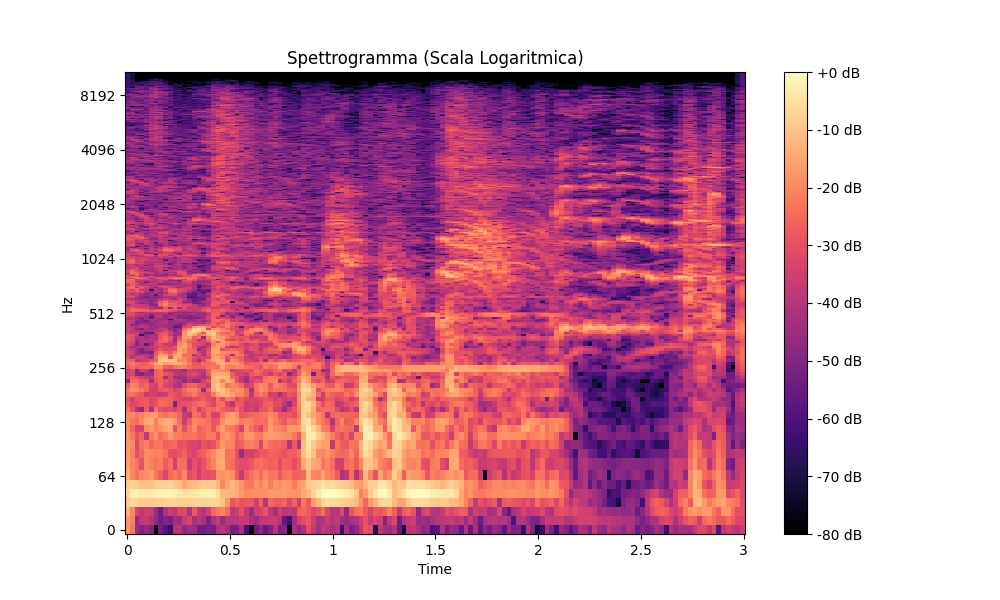 Spettrogramma (Scala Logaritmica)
8192
4096
2048
1024
512
256
128
64
0
Hz
0
0.5
1
1.5
2
2.5
3
Time
+0 dB
-10 dB
-20 dB
-30 dB
-40 dB
-50 dB
-60 dB
-70 dB
-80 dB